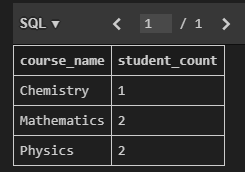 SQL ▼ < 1 / 1 >
course_name student_count
Chemistry 1
Mathematics 2
Physics 2